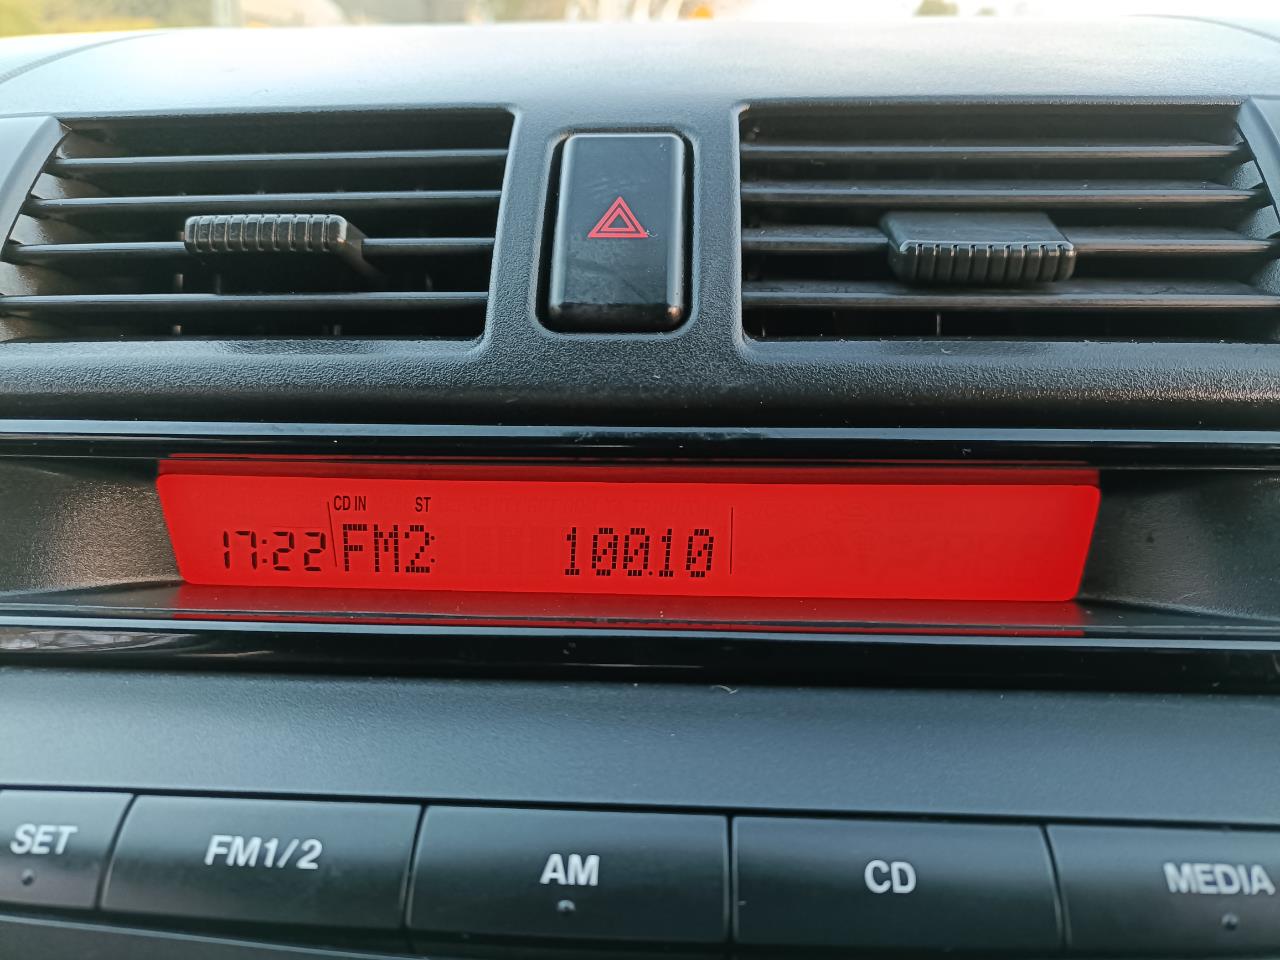 CD IN ST
17:22 FM2 100.10
SET FM1/2 AM CD MEDIA